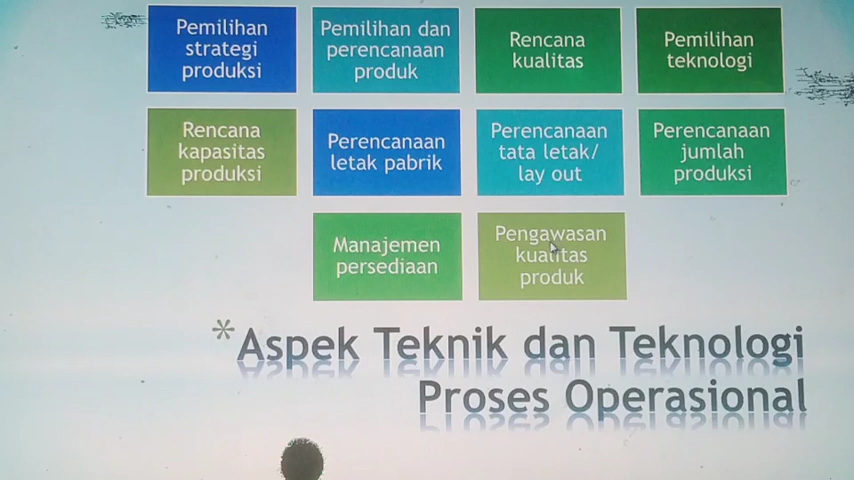 Pemilihan
strategi
produksi
Pemilihan dan
perencanaan
produk
Rencana
kualitas
Pemilihan
teknologi
Rencana
kapasitas
produksi
Perencanaan
letak pabrik
Perencanaan
tata letak/
lay out
Perencanaan
jumlah
produksi
Manajemen
persediaan
Pengawasan
kualitas
produk
*Aspek Teknik dan Teknologi
Proses Operasional